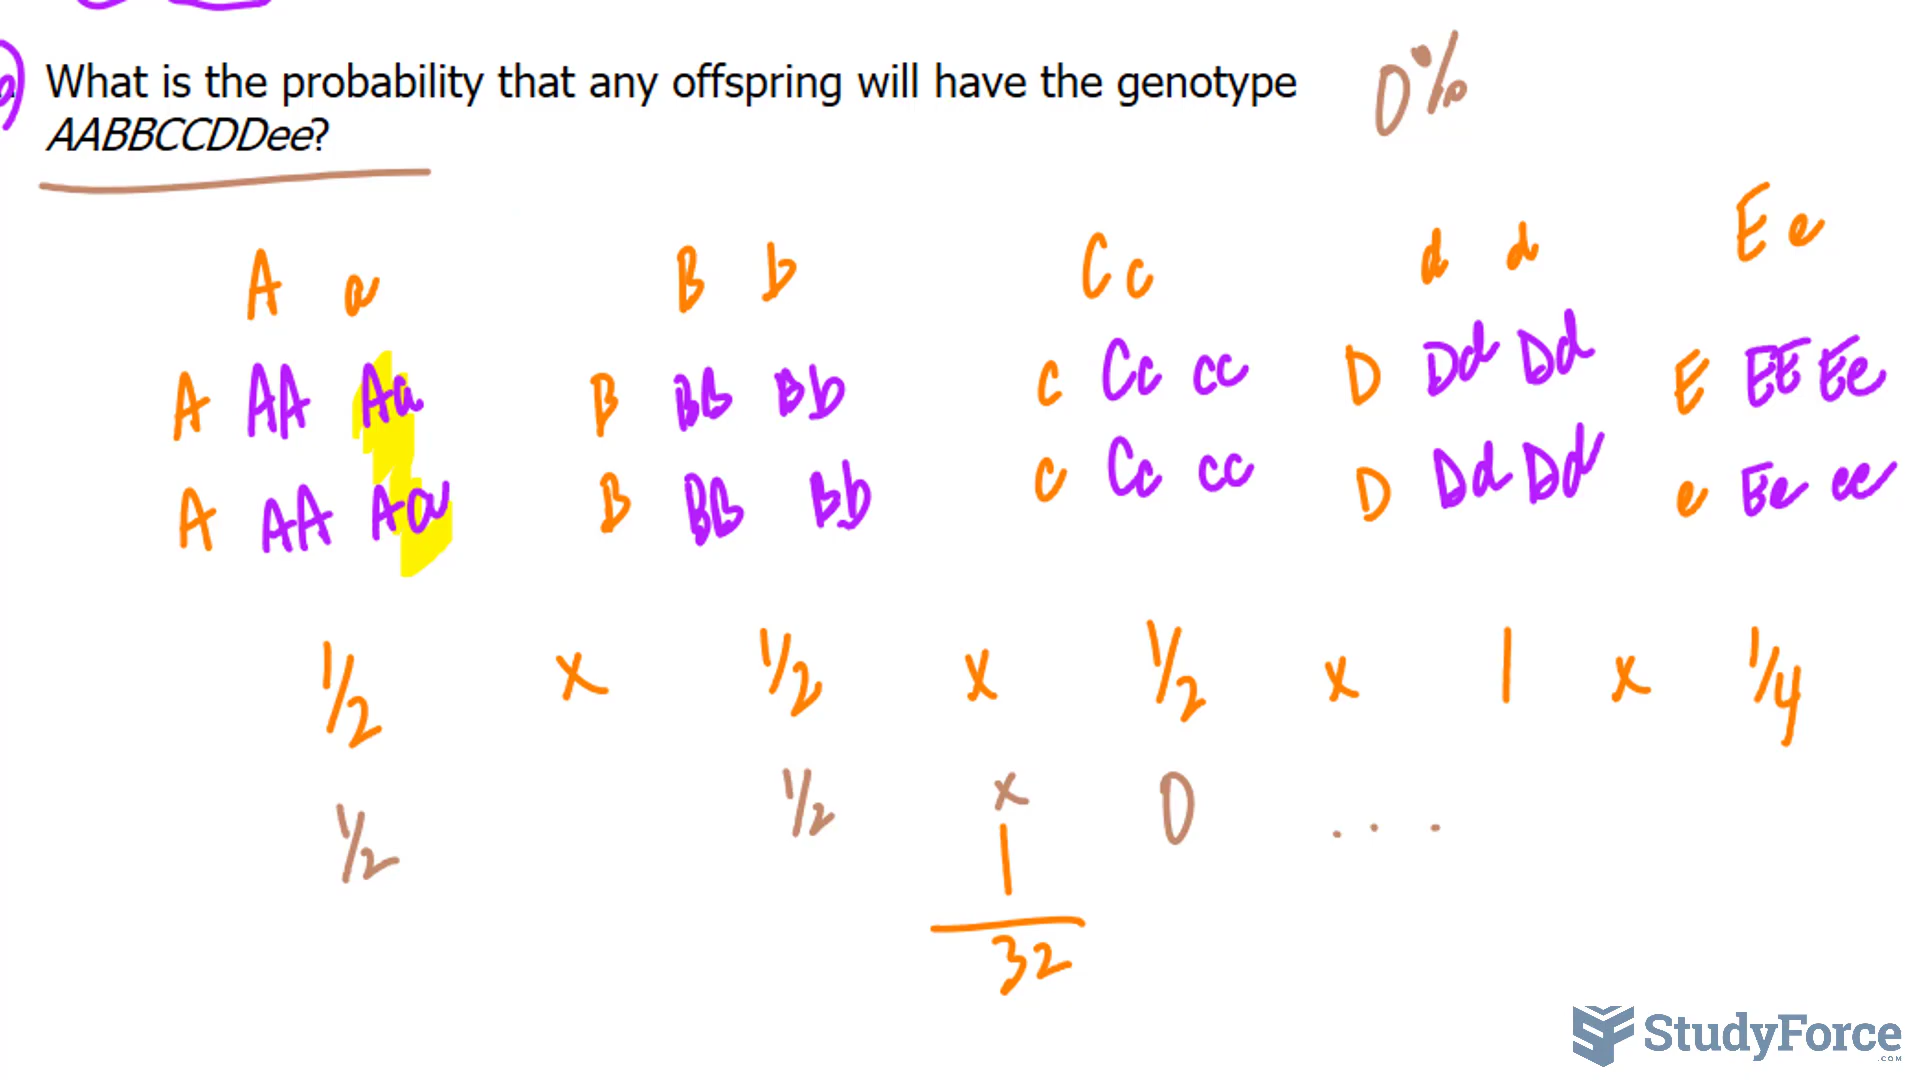 What is the probability that any offspring will have the genotype 0%
AABBCCDDee?
A a B b C c d d E e
A AA Aa B BB Bb c Cc cc D Dd Dd E EE Ee
A AA Aa B BB Bb c Cc cc D Dd Dd e Ee ee
1/2 x 1/2 x 1/2 x 1 x 1/4
1/2 1/2 x 0 ...
1
32
StudyForce
.COM